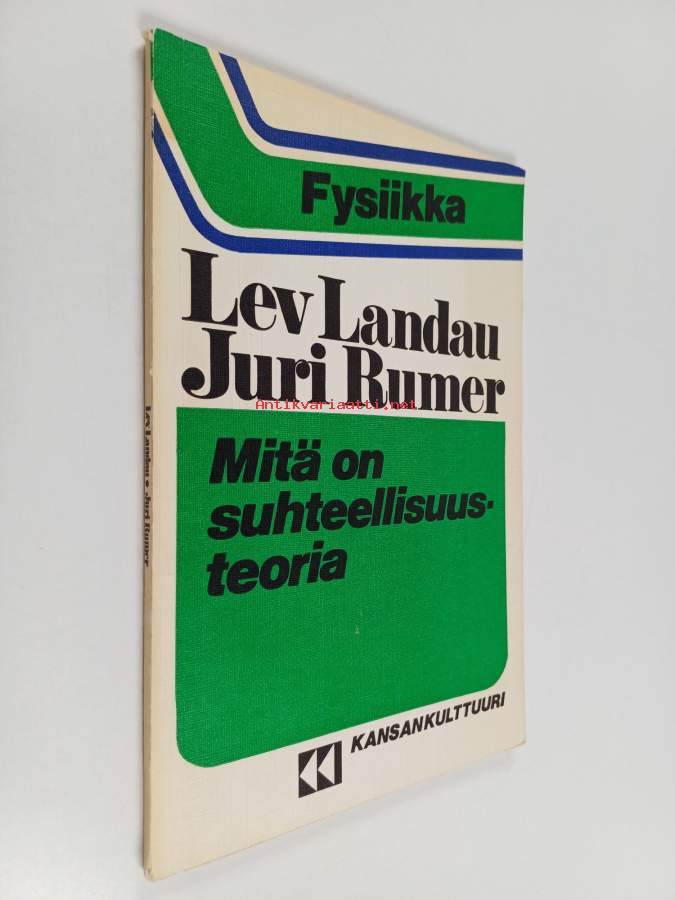 Fysiikka
Lev Landau
Juri Rumer
Antikvariaatti.net
Mitä on
suhteellisuus-
teoria
KANSANKULTTUURI
Lev Landau • Juri Rumer